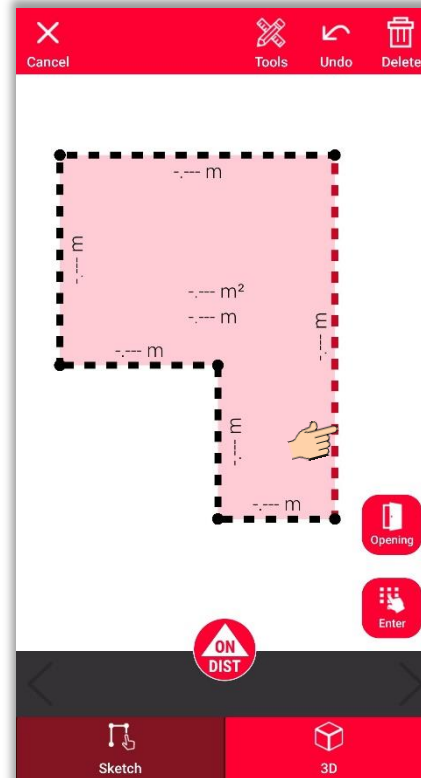 Cancel
Tools
Undo
Delete
-.--- m
-.--- m
-.--- m²
-.--- m
-.--- m
-.--- m
-.--- m
-.--- m
Opening
Enter
ON
DIST
Sketch
3D